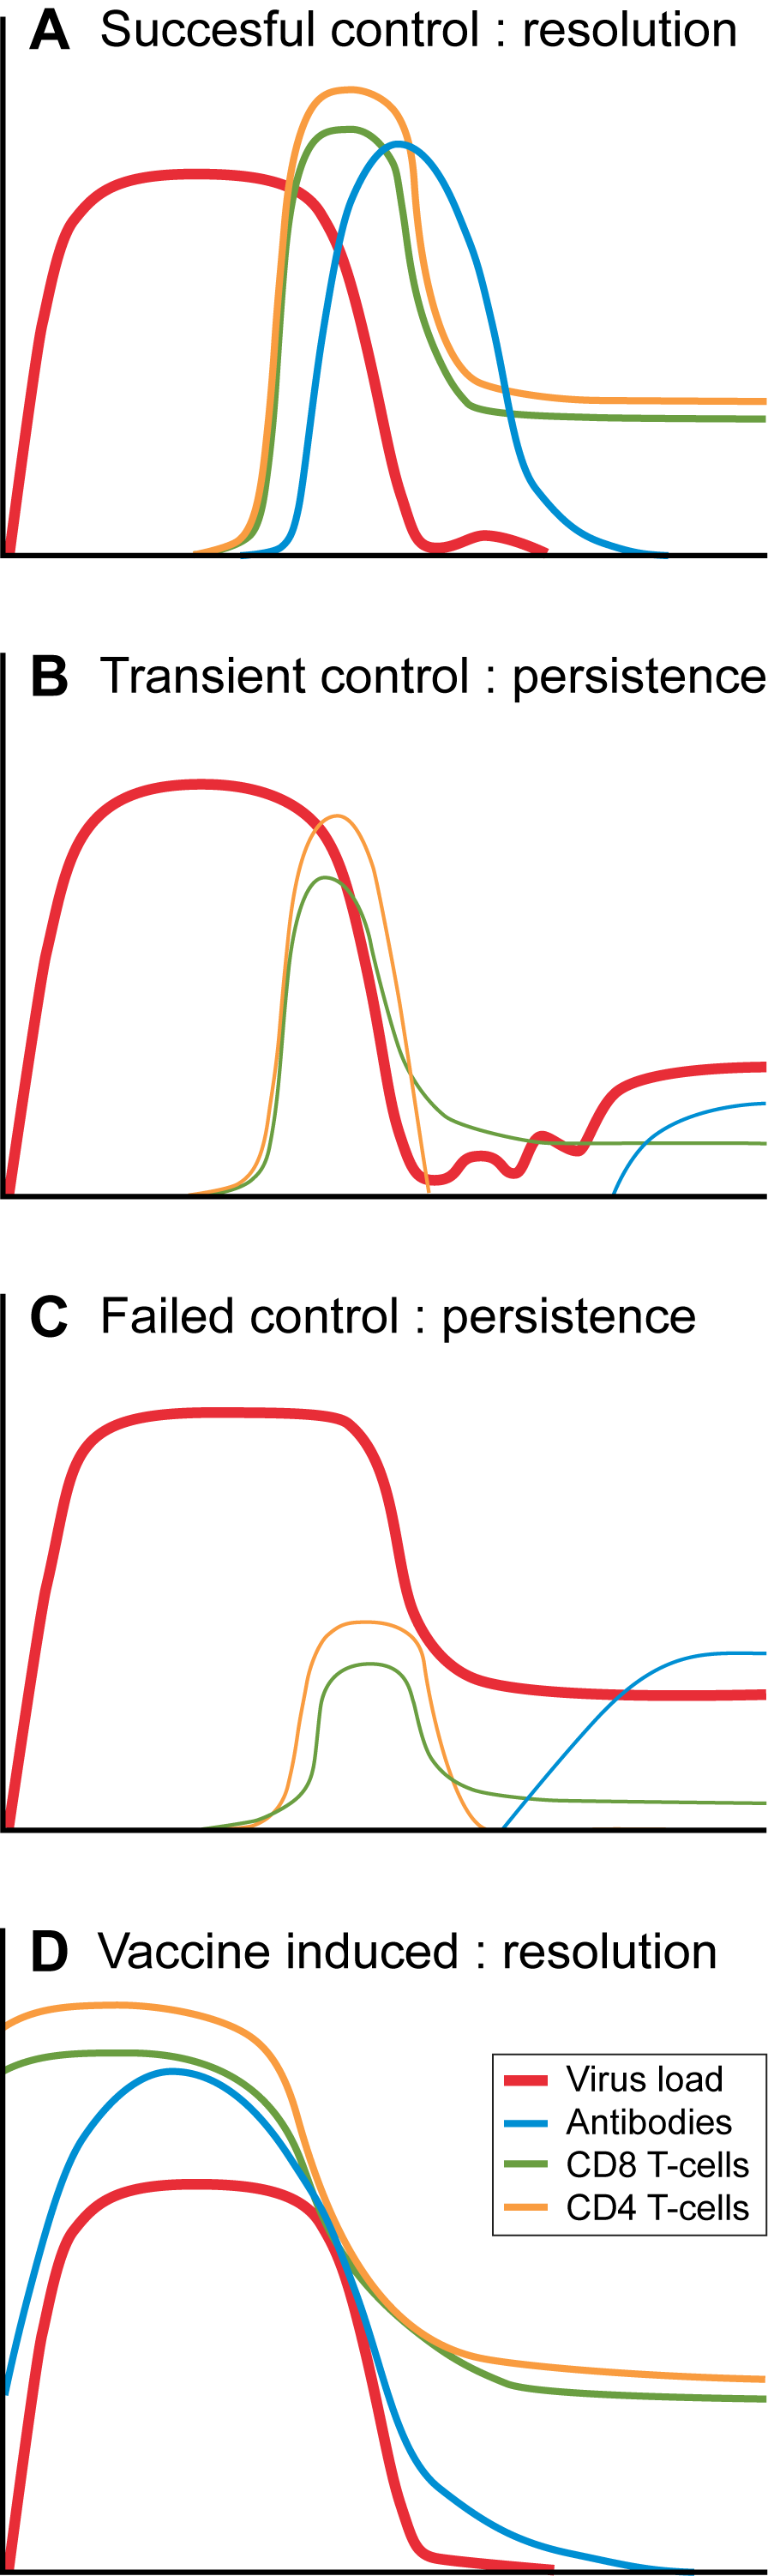 A Succesful control : resolution
B Transient control : persistence
C Failed control : persistence
D Vaccine induced : resolution
Virus load
Antibodies
CD8 T-cells
CD4 T-cells